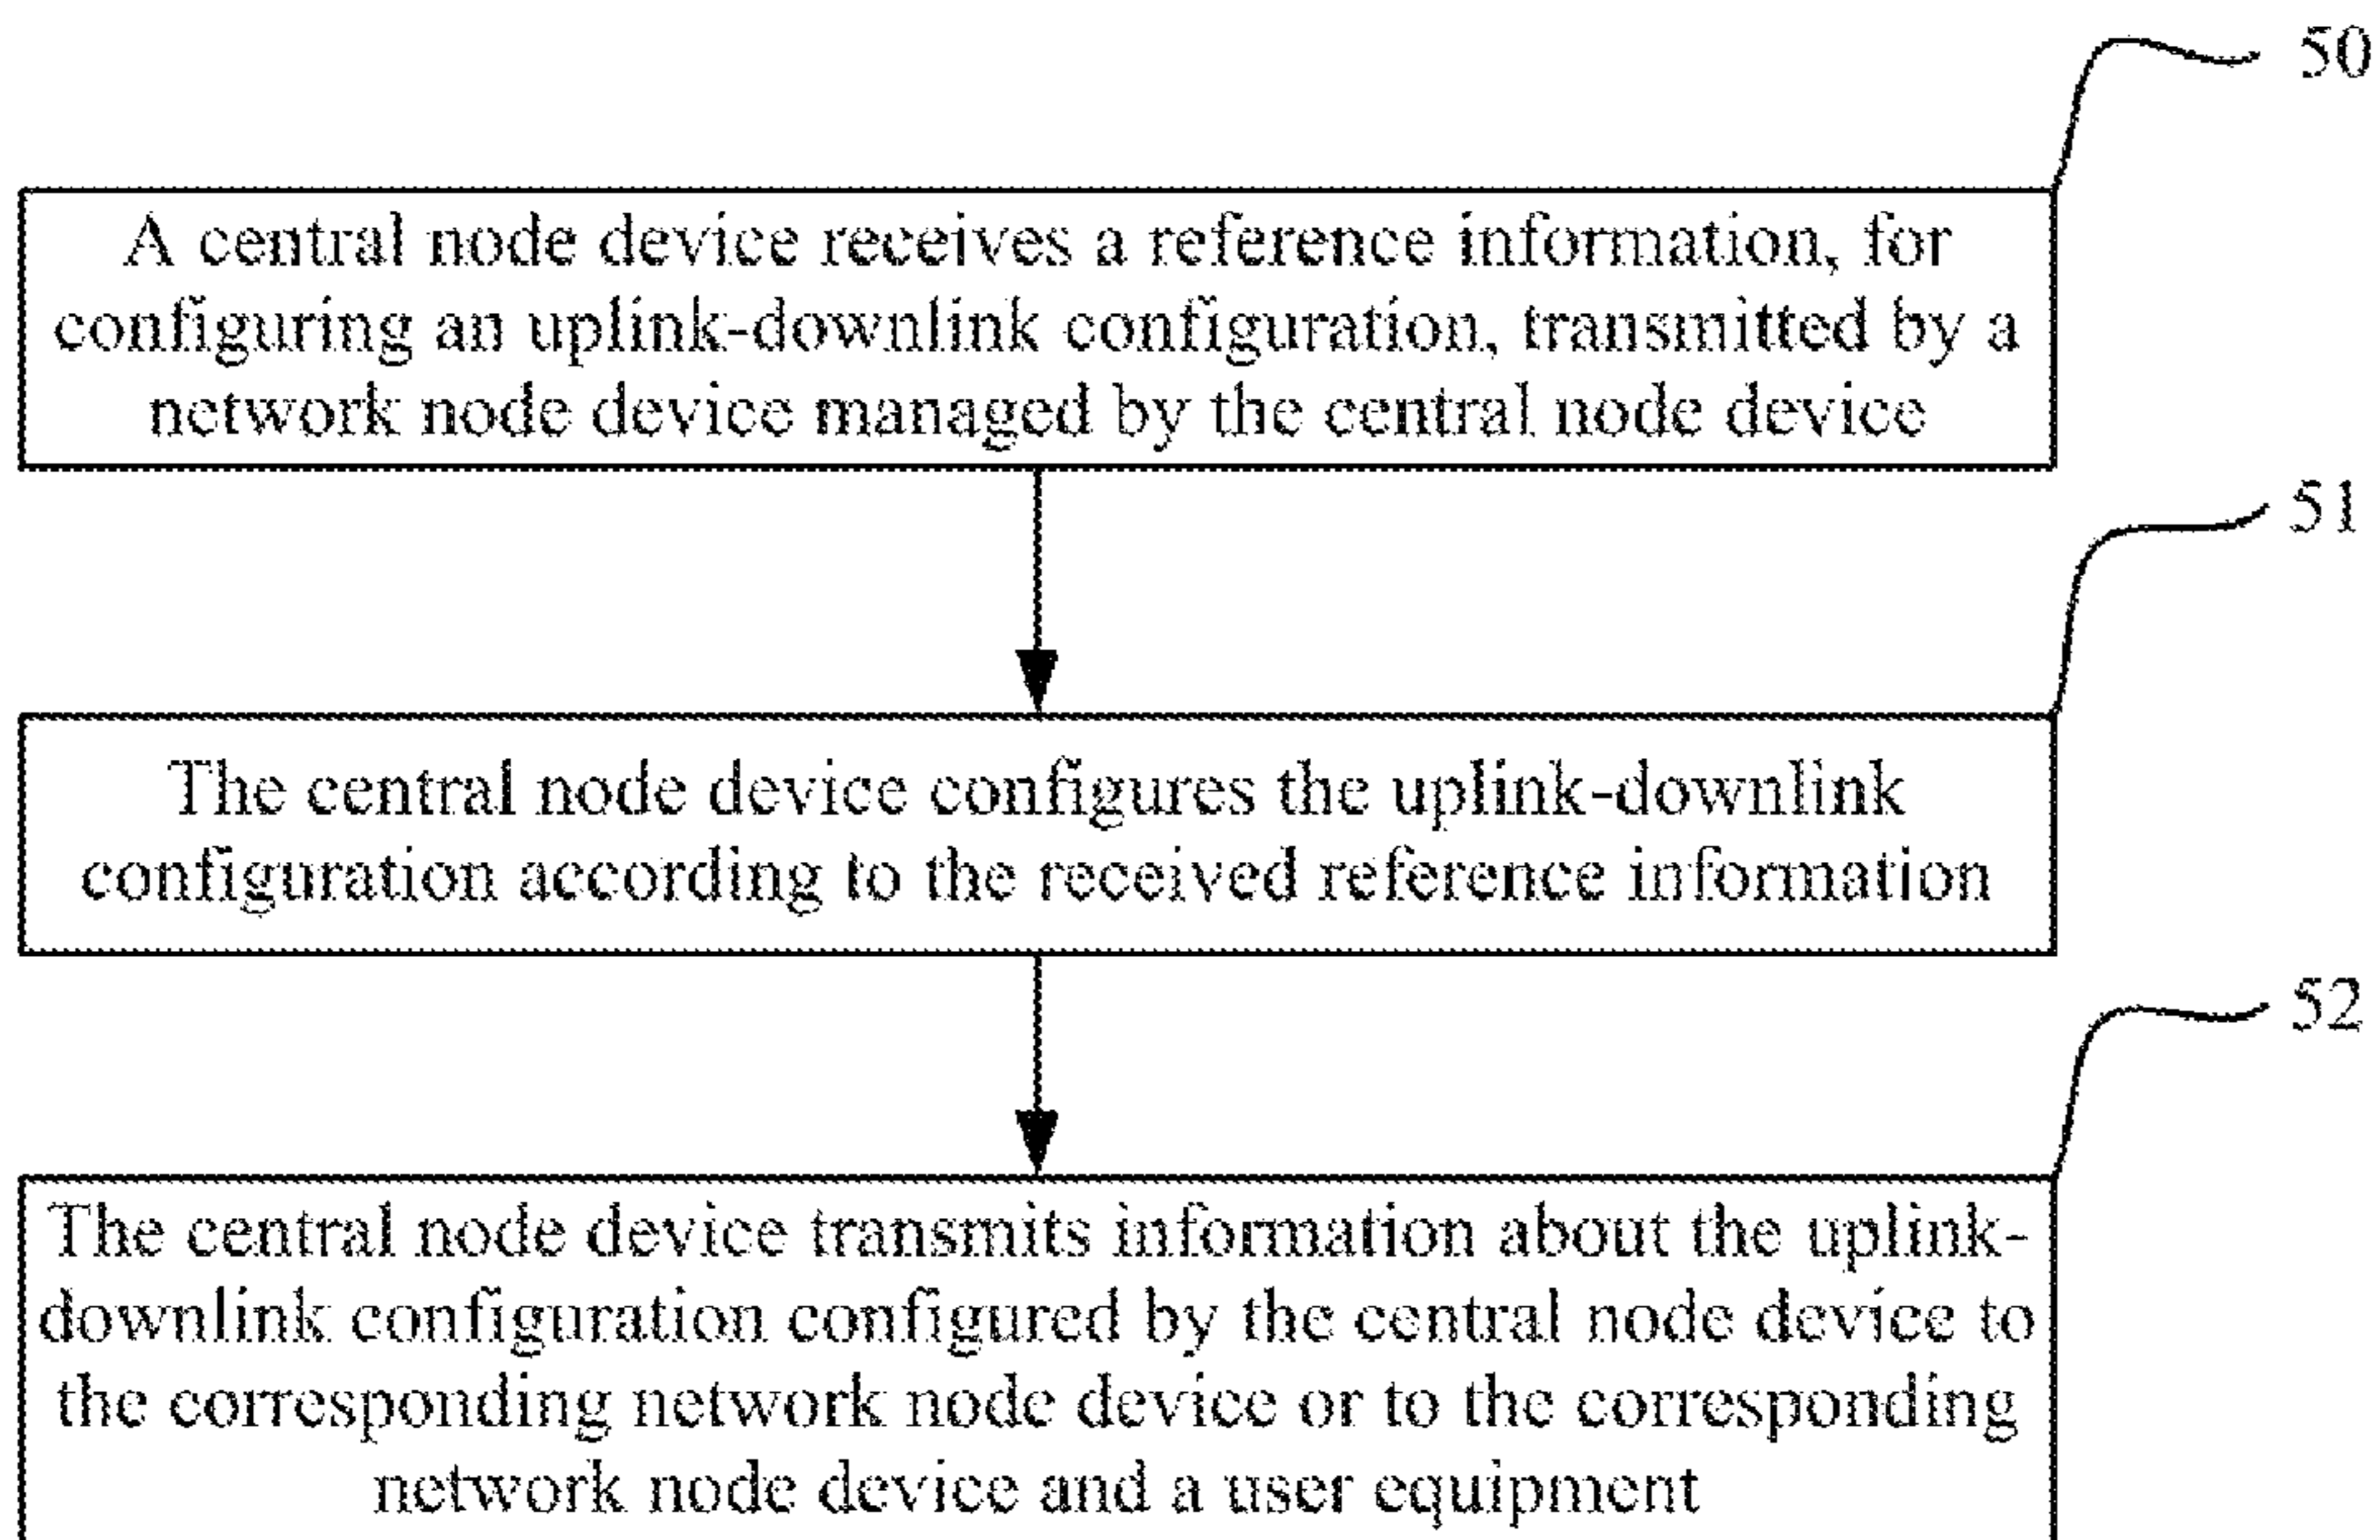 50
A central node device receives a reference information, for
configuring an uplink-downlink configuration, transmitted by a
network node device managed by the central node device
51
The central node device configures the uplink-downlink
configuration according to the received reference information
52
The central node device transmits information about the uplink-
downlink configuration configured by the central node device to
the corresponding network node device or to the corresponding
network node device and a user equipment